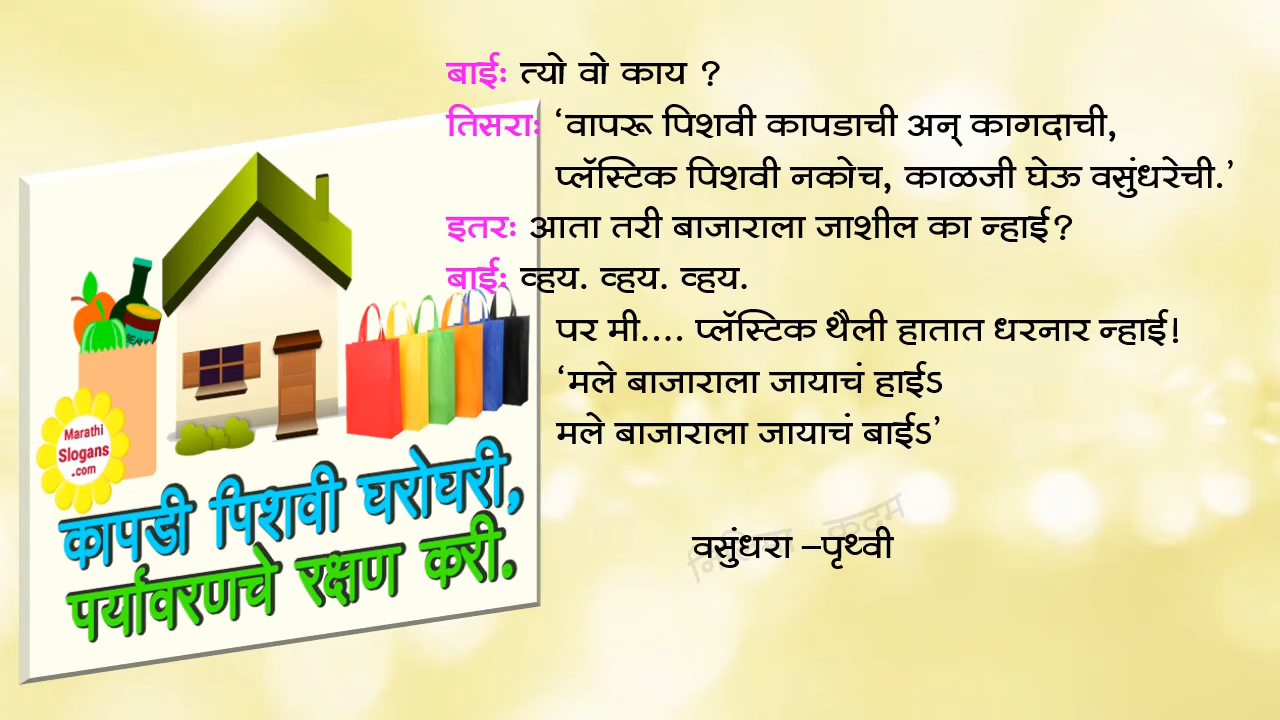 बाईः त्यो वो काय ?
तिसराः ‘वापरू पिशवी कापडाची अन् कागदाची,
प्लॅस्टिक पिशवी नकोच, काळजी घेऊ वसुंधरेची.’
इतरः आता तरी बाजाराला जाशील का न्हाई?
बाईः व्हय. व्हय. व्हय.
पर मी.... प्लॅस्टिक थैली हातात धरनार न्हाई!
‘मले बाजाराला जायाचं हाईऽ
मले बाजाराला जायाचं बाईऽ’
वसुंधरा –पृथ्वी
Marathi
Slogans
.com
कापडी पिशवी घरोघरी,
पर्यावरणचे रक्षण करी.
कदम